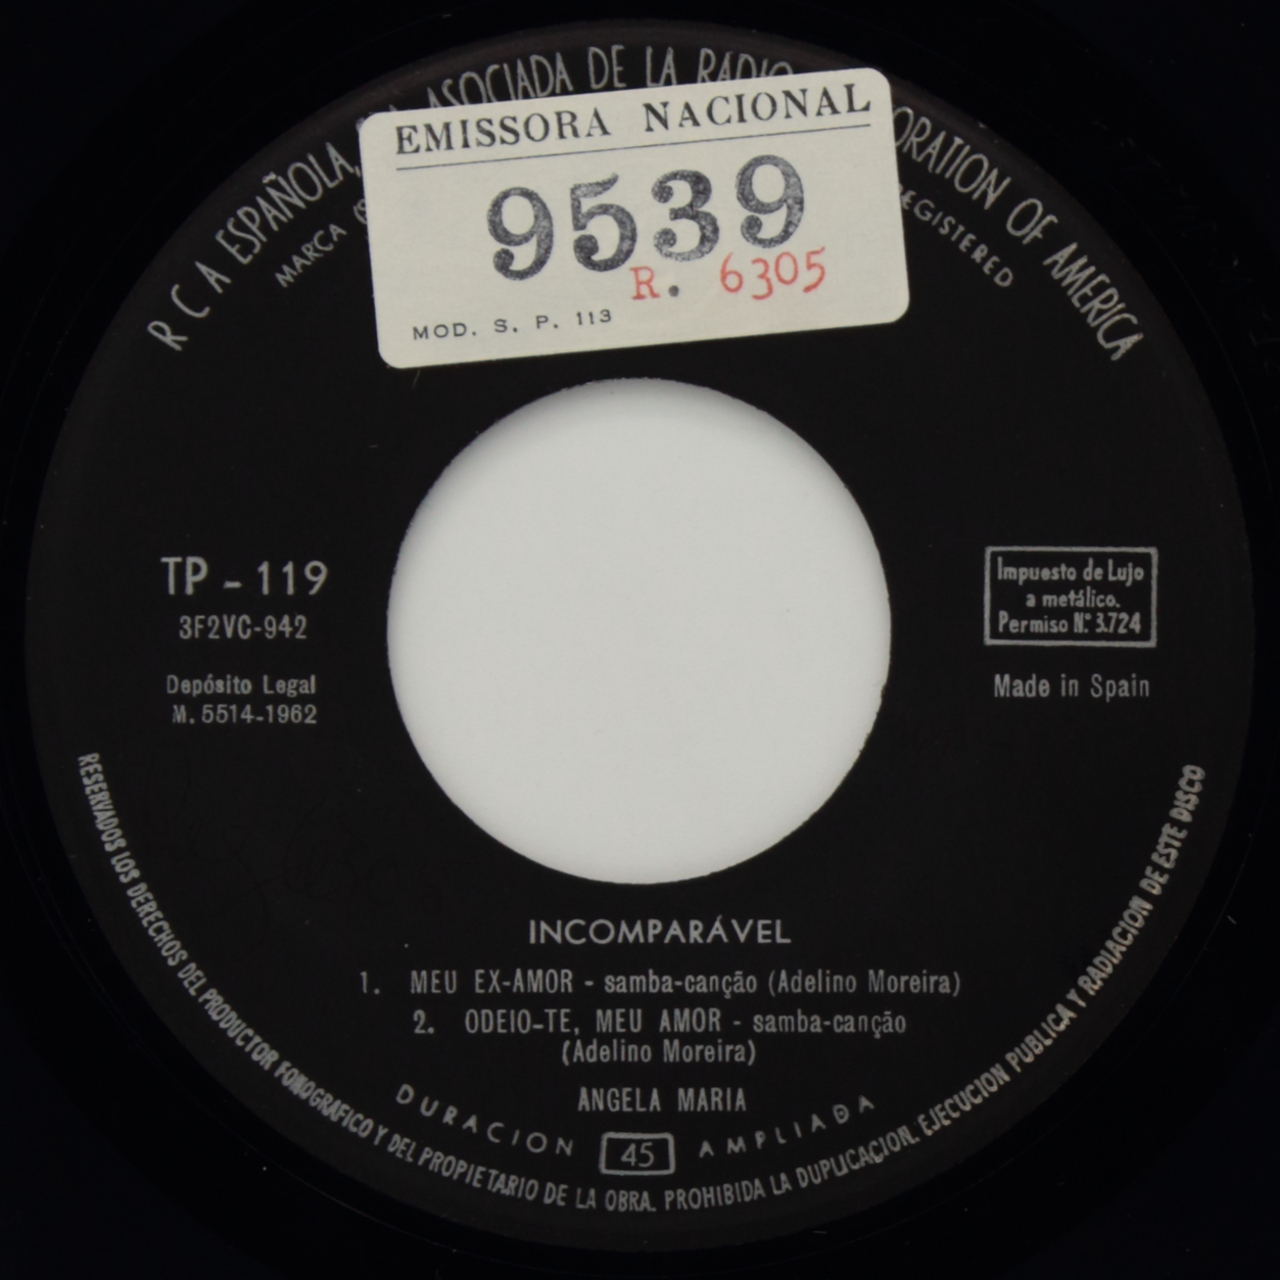 RCA ESPAÑOLA, ASOCIADA DE LA RADIO OF AMERICA
MARCA REGISTERED
EMISSORA NACIONAL
9539
R. 6305
MOD. S. P. 113
TP - 119
3F2VC-942
Depósito Legal
M. 5514-1962
Impuesto de Lujo
a metálico.
Permiso N.º 3.724
Made in Spain
INCOMPARÁVEL
1. MEU EX-AMOR - samba-canção (Adelino Moreira)
2. ODEIO-TE, MEU AMOR - samba-canção
(Adelino Moreira)
ANGELA MARIA
DURACION 45 AMPLIADA
RESERVADOS LOS DERECHOS DEL PRODUCTOR FONOGRAFICO Y DEL PROPIETARIO DE LA OBRA. PROHIBIDA LA DUPLICACION. EJECUCION PUBLICA Y RADIACION DE ESTE DISCO